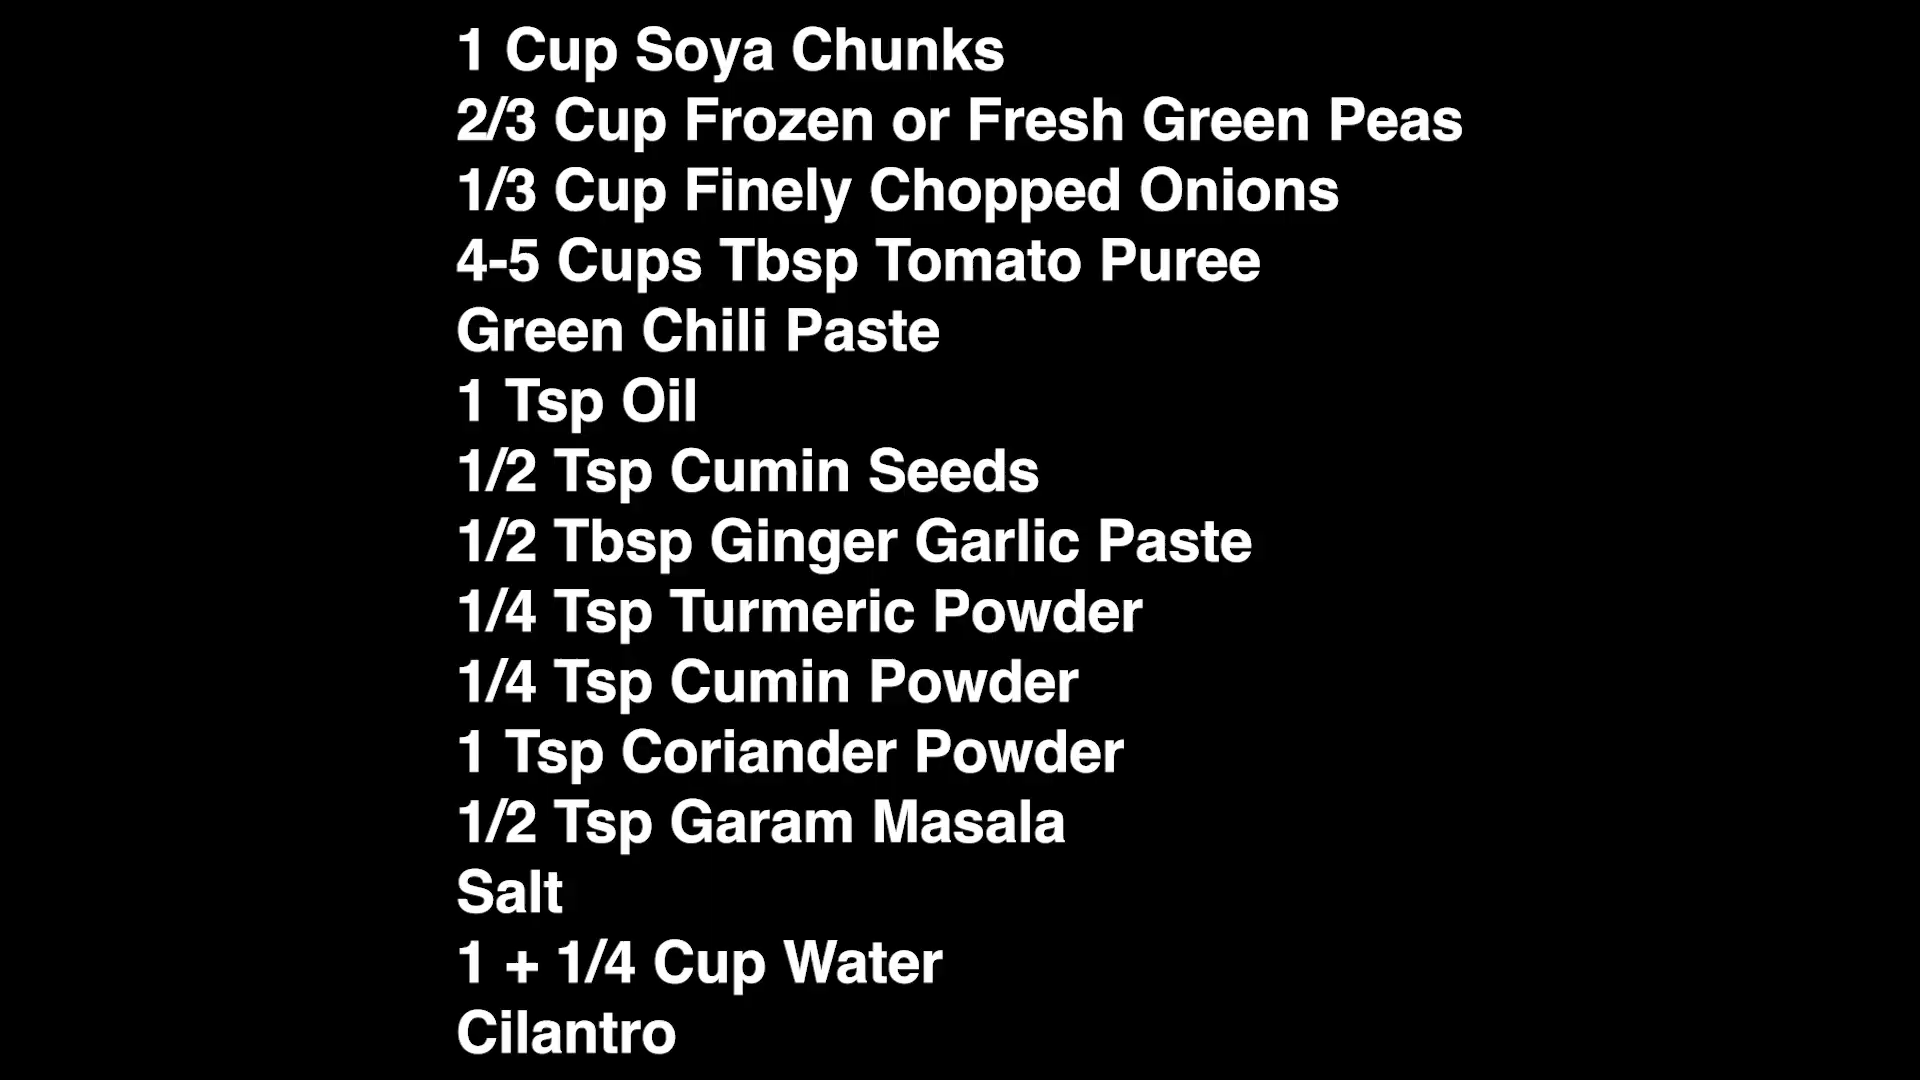 1 Cup Soya Chunks
2/3 Cup Frozen or Fresh Green Peas
1/3 Cup Finely Chopped Onions
4-5 Cups Tbsp Tomato Puree
Green Chili Paste
1 Tsp Oil
1/2 Tsp Cumin Seeds
1/2 Tbsp Ginger Garlic Paste
1/4 Tsp Turmeric Powder
1/4 Tsp Cumin Powder
1 Tsp Coriander Powder
1/2 Tsp Garam Masala
Salt
1 + 1/4 Cup Water
Cilantro